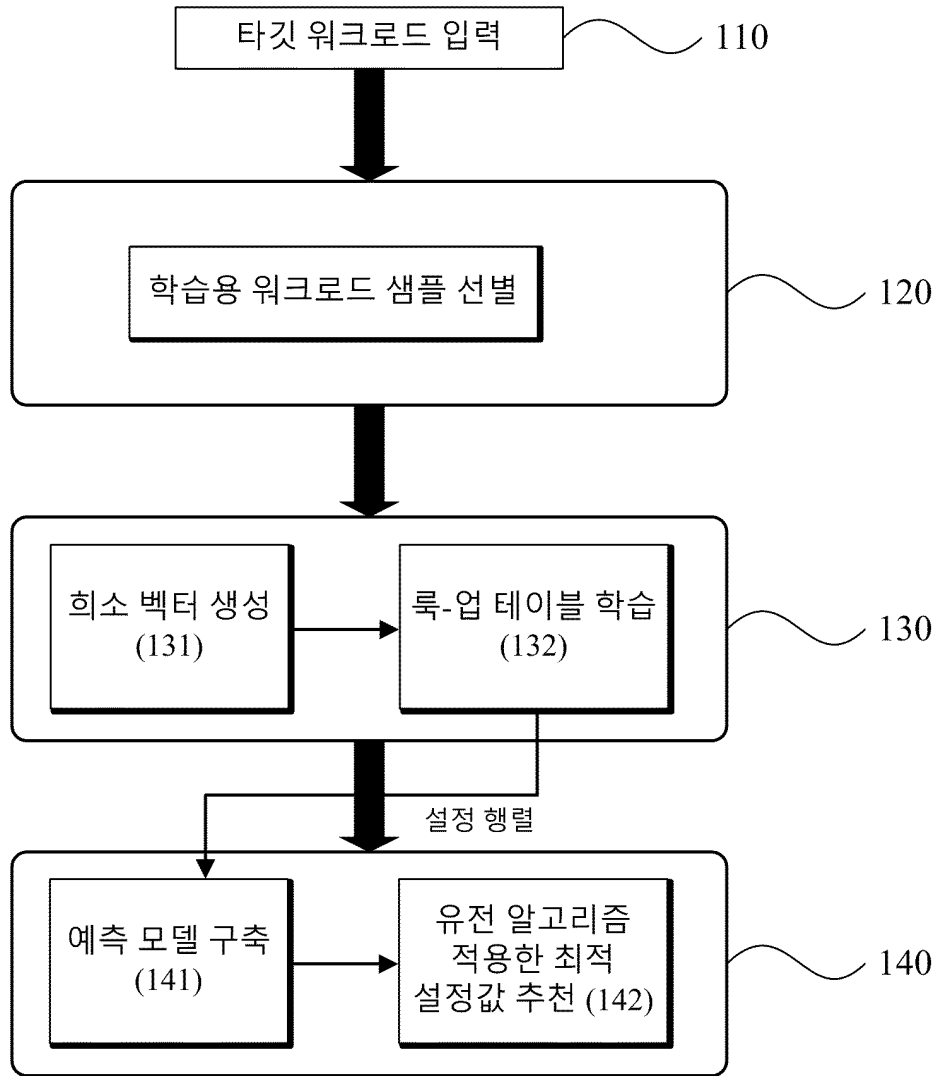 타깃 워크로드 입력
110
학습용 워크로드 샘플 선별
120
희소 벡터 생성
(131)
룩-업 테이블 학습
(132)
130
설정 행렬
예측 모델 구축
(141)
유전 알고리즘
적용한 최적
설정값 추천 (142)
140